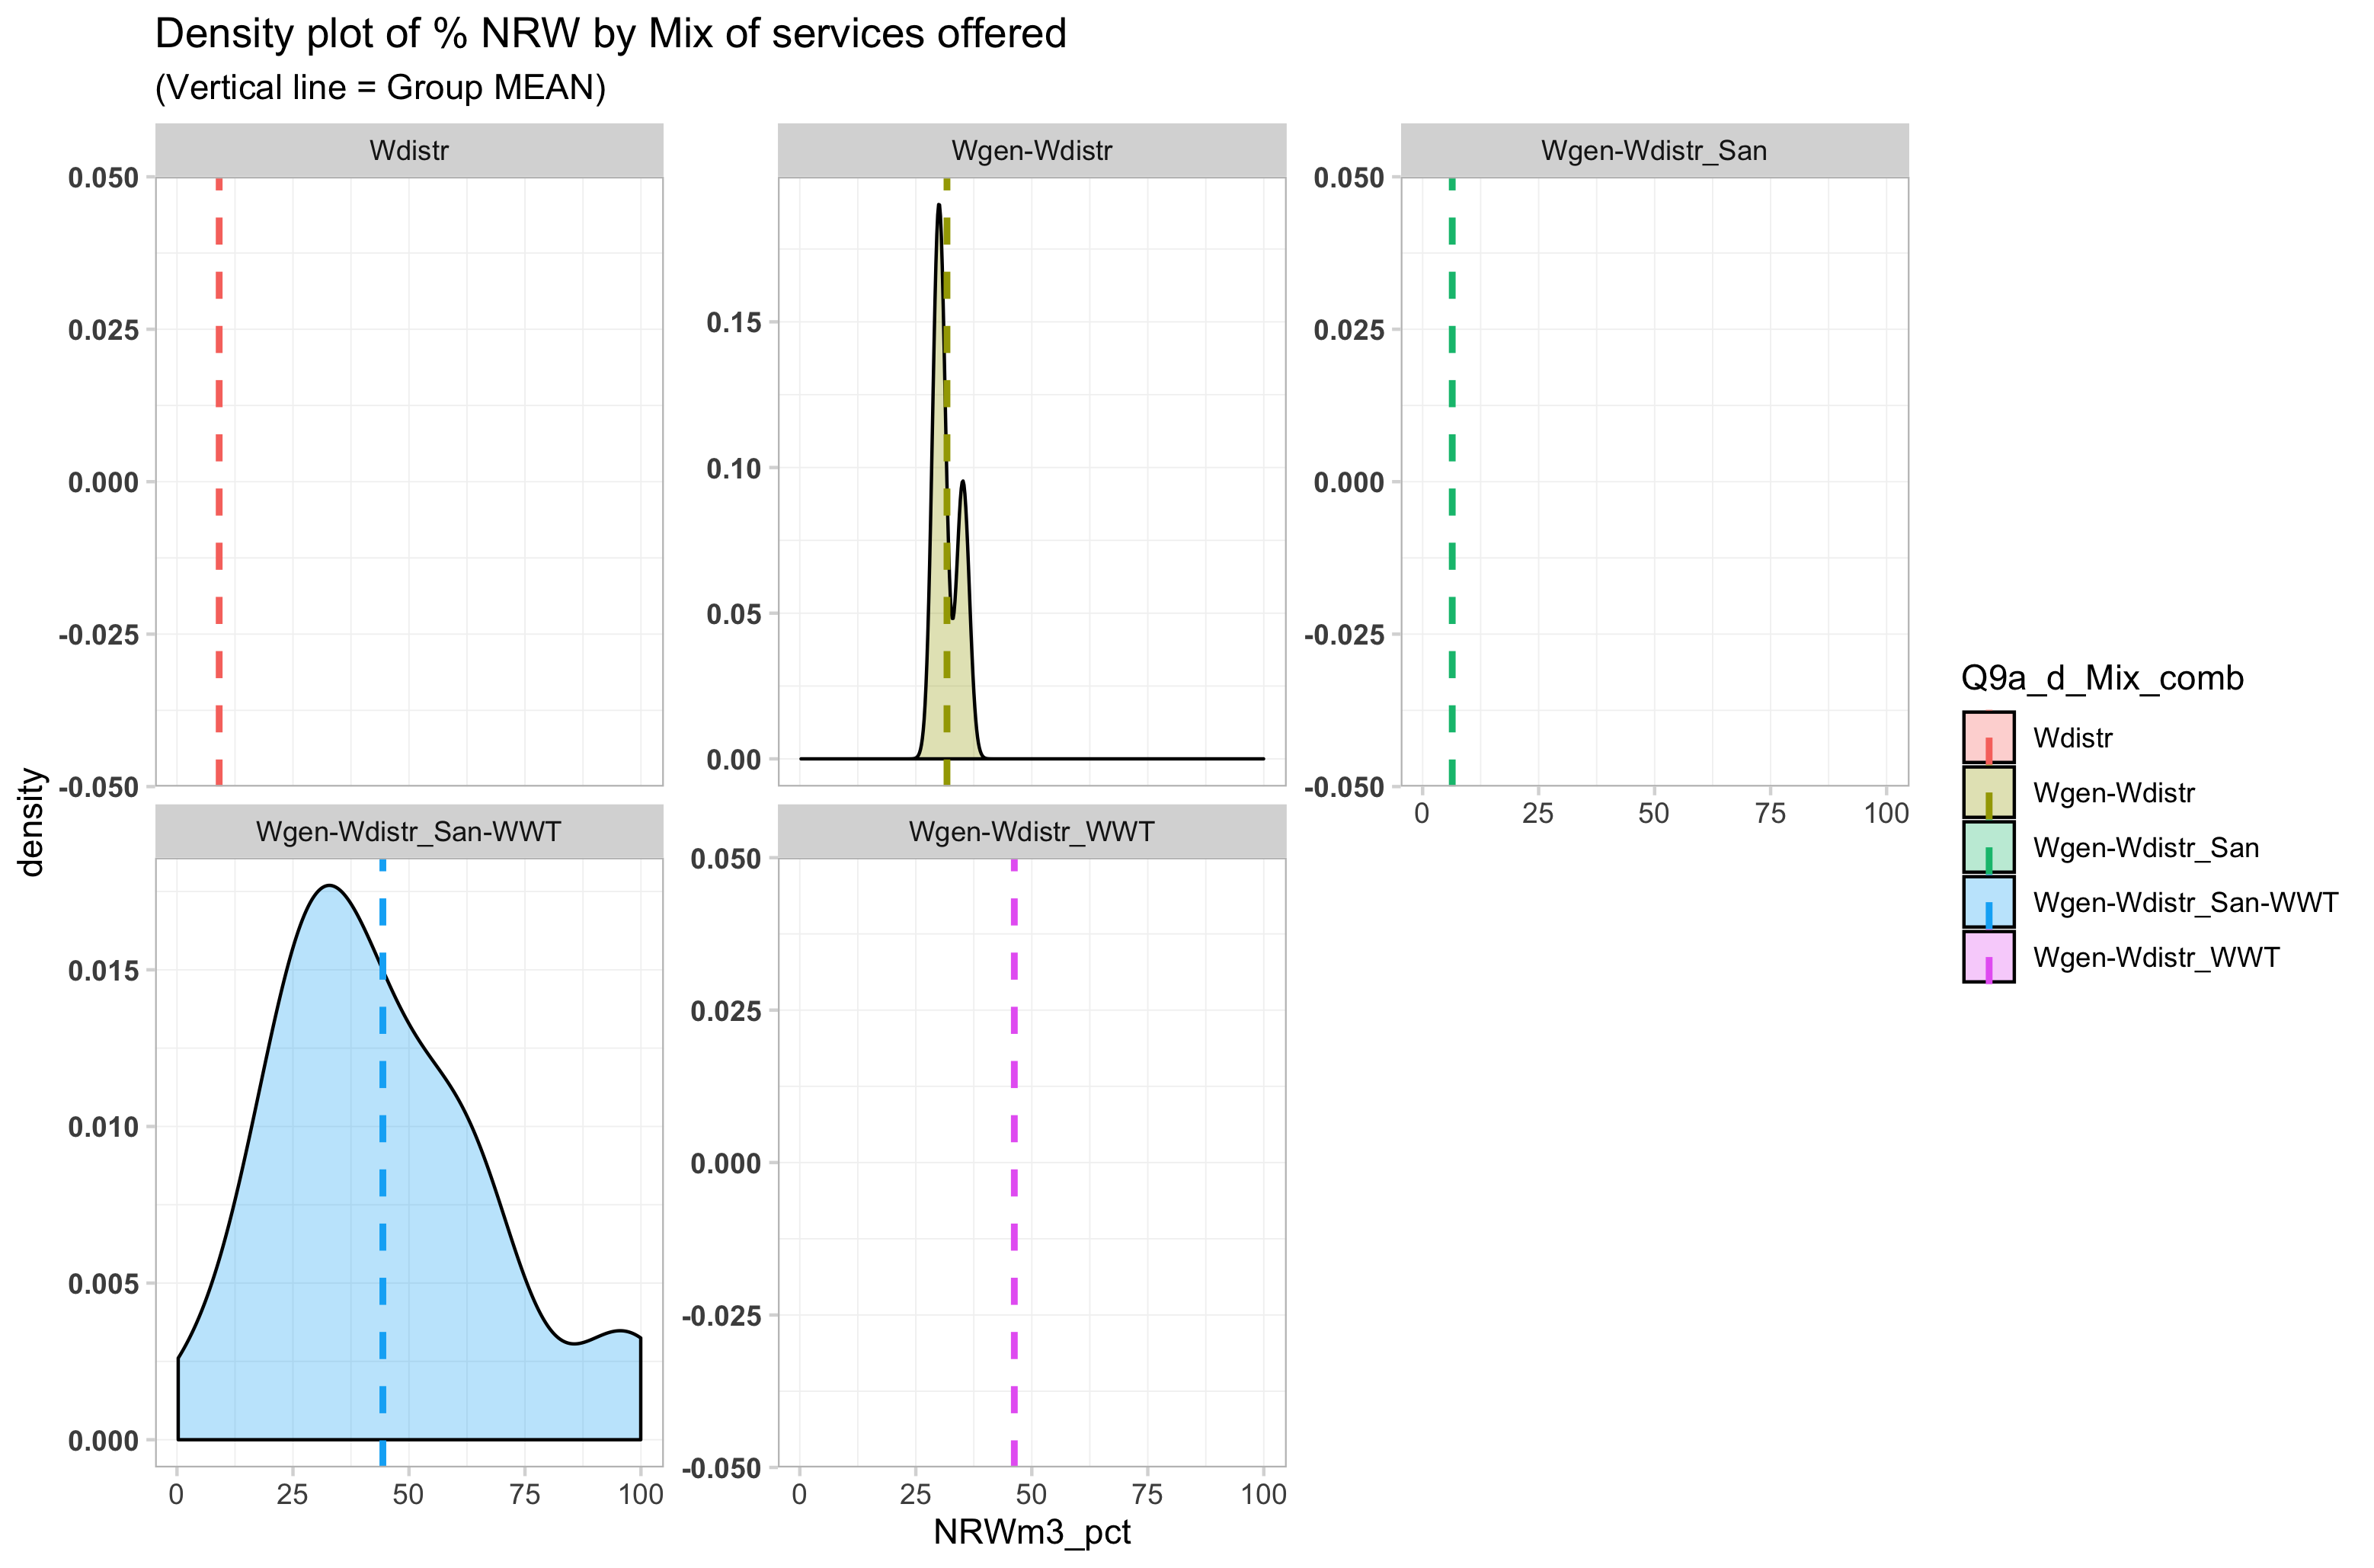 Density plot of % NRW by Mix of services offered
(Vertical line = Group MEAN)
Wdistr
Wgen-Wdistr
Wgen-Wdistr_San
0.050
0.025
0.000
-0.025
-0.050
0.15
0.10
0.05
0.00
0.050
0.025
0.000
-0.025
-0.050
0 25 50 75 100
density
Wgen-Wdistr_San-WWT
Wgen-Wdistr_WWT
0.015
0.010
0.005
0.000
0.050
0.025
0.000
-0.025
-0.050
0 25 50 75 100
0 25 50 75 100
NRWm3_pct
Q9a_d_Mix_comb
Wdistr
Wgen-Wdistr
Wgen-Wdistr_San
Wgen-Wdistr_San-WWT
Wgen-Wdistr_WWT